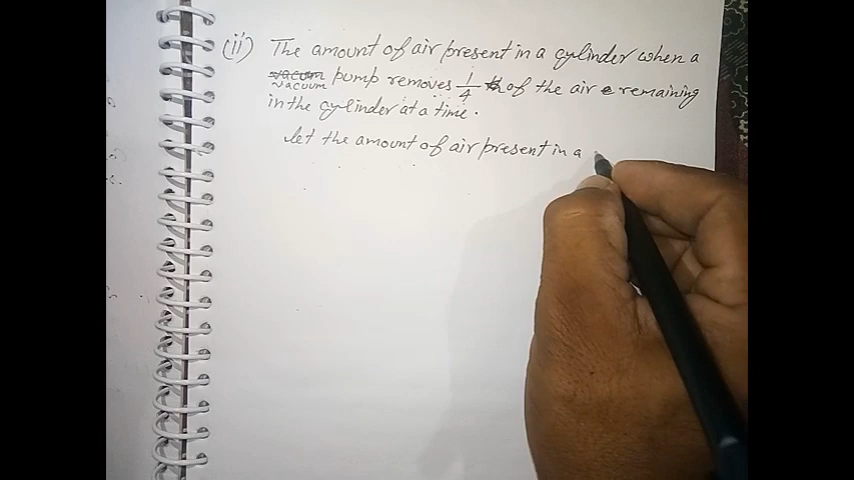 (ii) The amount of air present in a cylinder when a
vacuum pump removes 1/4 th of the air remaining
in the cylinder at a time.
let the amount of air present in a